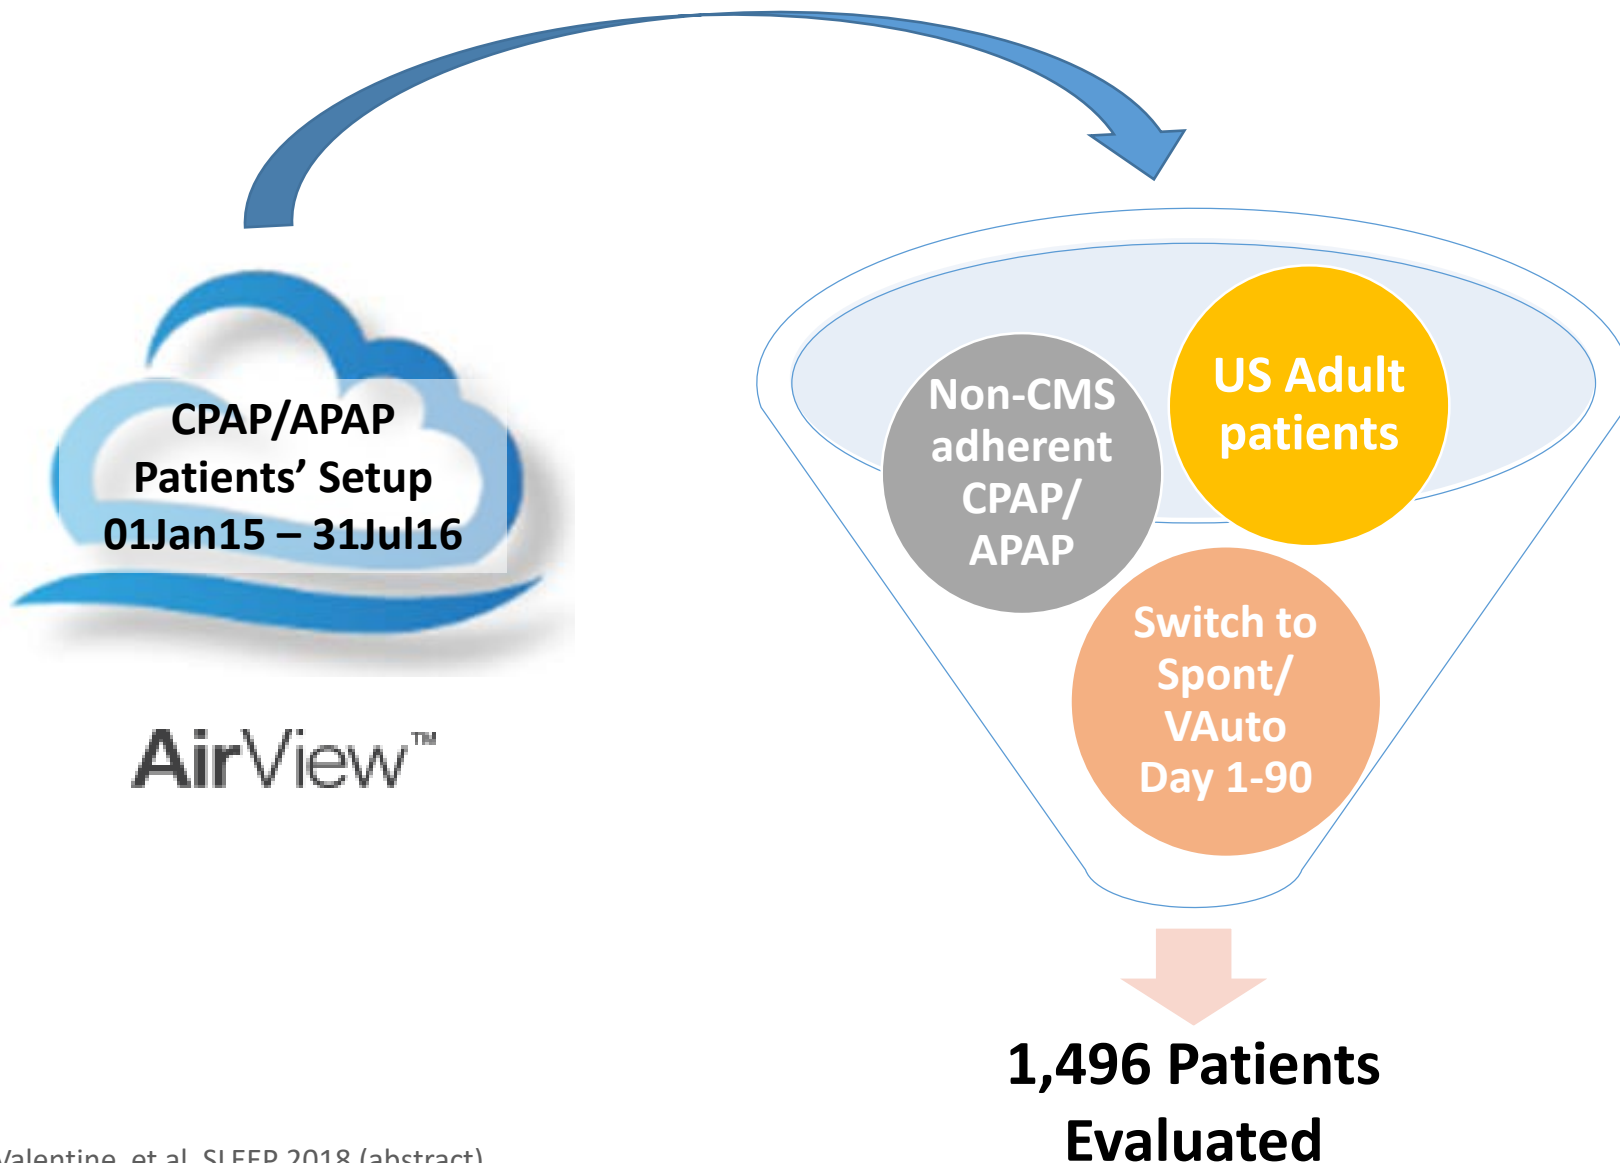 CPAP/APAP
Patients’ Setup
01Jan15 – 31Jul16
AirView™
Non-CMS
adherent
CPAP/
APAP
US Adult
patients
Switch to
Spont/
VAuto
Day 1-90
1,496 Patients
Evaluated
Valentine, et al. SLEEP 2018 (abstract)